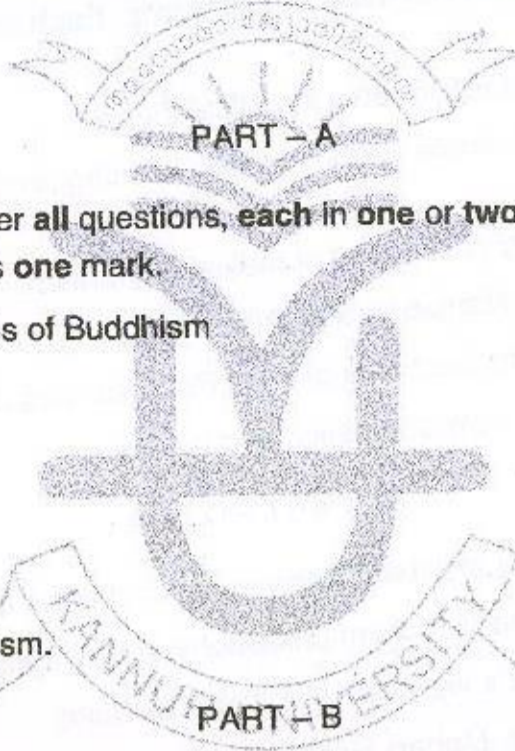 PART – A
er all questions, each in one or two
s one mark.
s of Buddhism
sm.
KANNUR UNIVERSITY
PART – B